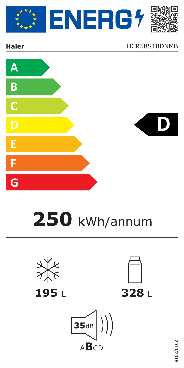 ENERG
Haier
A
B
C
D
D
E
F
G
250 kWh/annum
195 L
328 L
35dB
ABCD